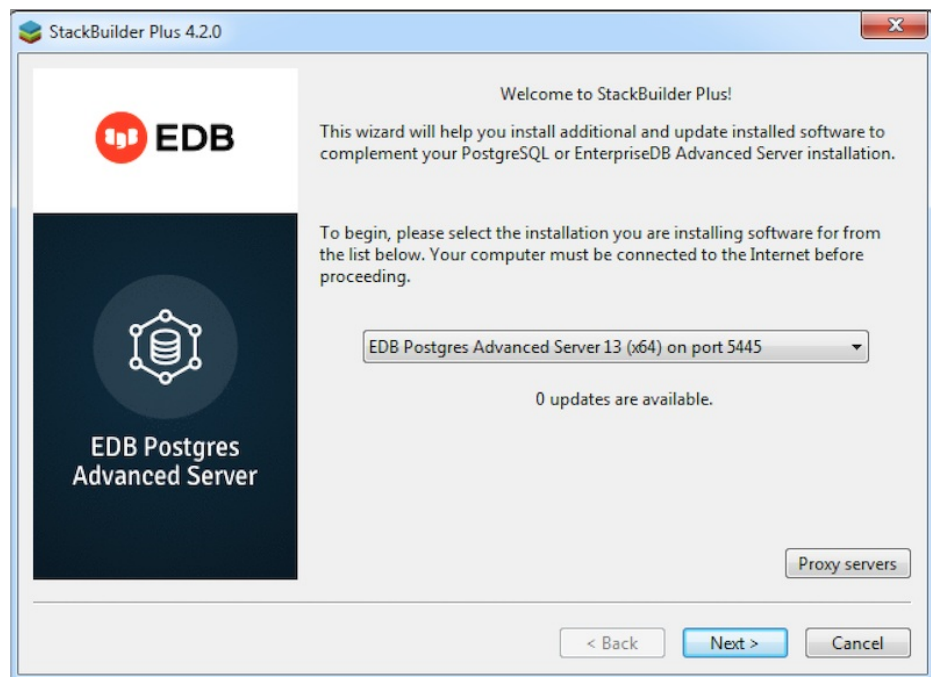 StackBuilder Plus 4.2.0
EDB
EDB Postgres
Advanced Server
Welcome to StackBuilder Plus!
This wizard will help you install additional and update installed software to
complement your PostgreSQL or EnterpriseDB Advanced Server installation.
To begin, please select the installation you are installing software for from
the list below. Your computer must be connected to the Internet before
proceeding.
EDB Postgres Advanced Server 13 (x64) on port 5445
0 updates are available.
Proxy servers
< Back
Next >
Cancel